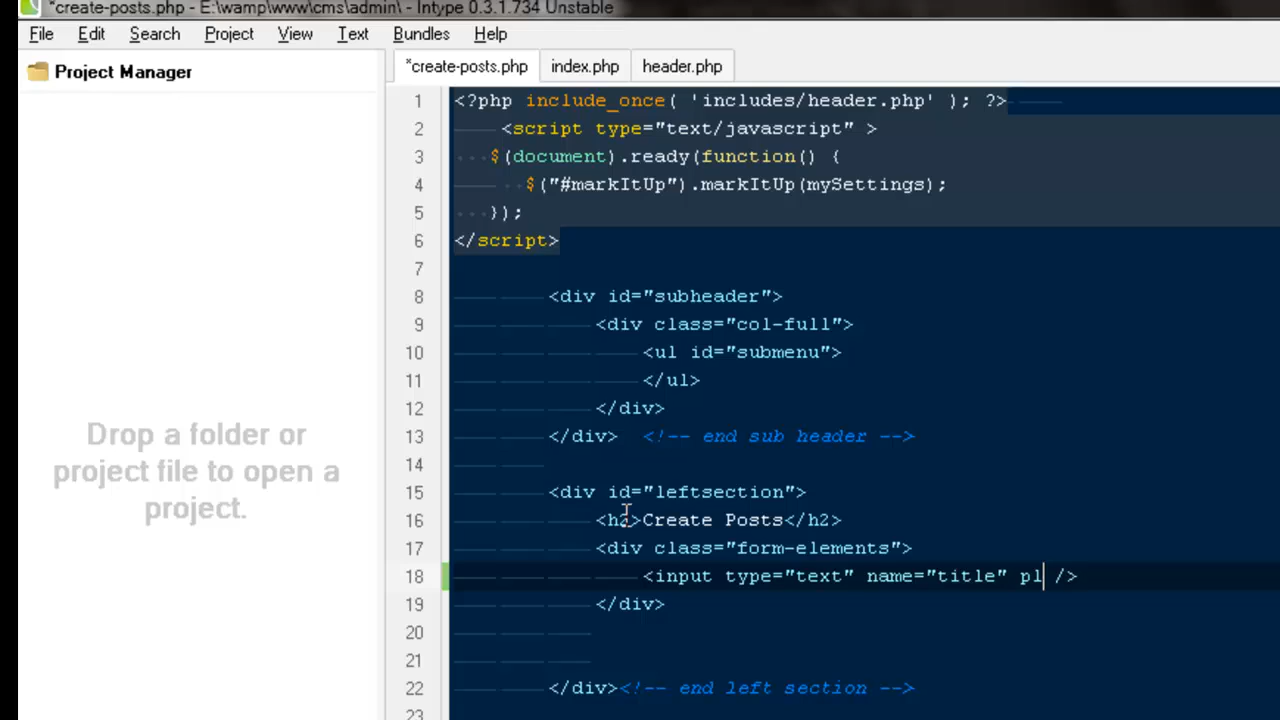 *create-posts.php - E:\wamp\www\cms\admin\ - Intype 0.3.1.734 Unstable
File Edit Search Project View Text Bundles Help
Project Manager
*create-posts.php index.php header.php
Drop a folder or
project file to open a
project.
1 <?php include_once( 'includes/header.php' ); ?>
2 <script type="text/javascript" >
3 $(document).ready(function() {
4 $("#markItUp").markItUp(mySettings);
5 });
6 </script>
7
8 <div id="subheader">
9 <div class="col-full">
10 <ul id="submenu">
11 </ul>
12 </div>
13 </div> <!-- end sub header -->
14
15 <div id="leftsection">
16 <h2>Create Posts</h2>
17 <div class="form-elements">
18 <input type="text" name="title" pl />
19 </div>
20
21
22 </div><!-- end left section -->
23